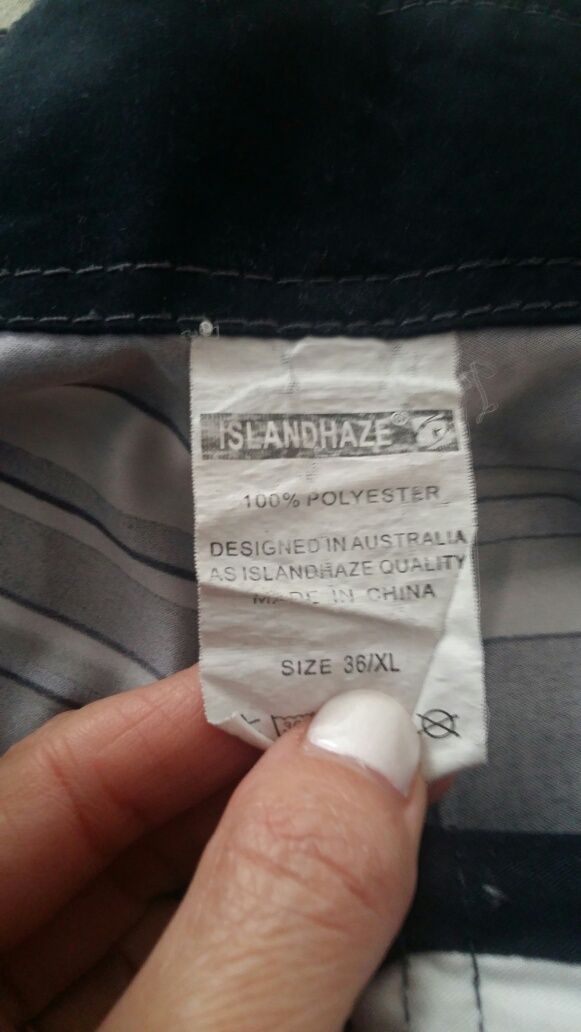 ISLANDHAZE®
100% POLYESTER
DESIGNED IN AUSTRALIA
AS ISLANDHAZE QUALITY
MADE IN CHINA
SIZE 36/XL